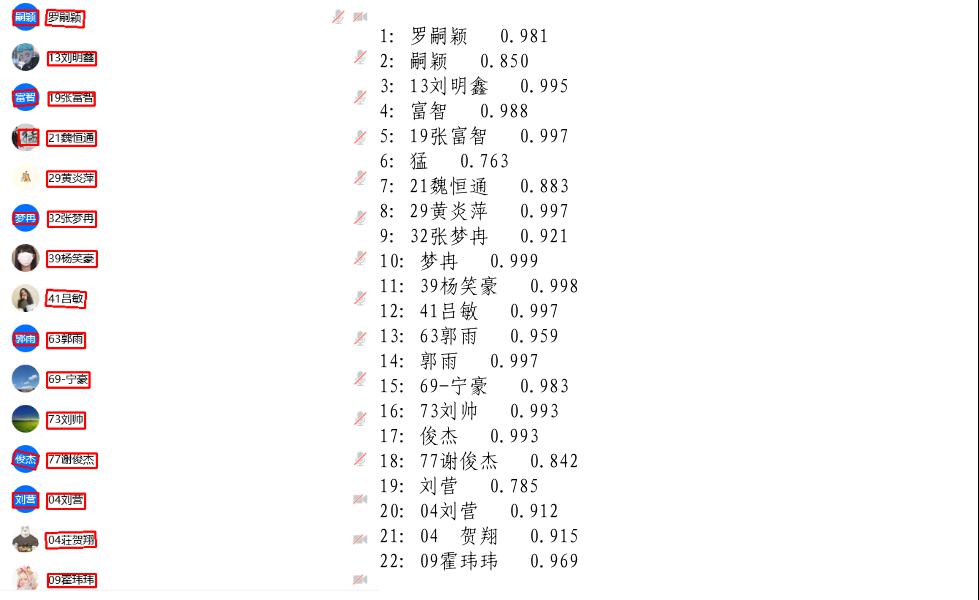 嗣颖 罗嗣颖
13刘明鑫
富智 19张富智
21魏恒通
29黄炎萍
梦冉 32张梦冉
39杨笑豪
41吕敏
郭雨 63郭雨
69-宁豪
73刘帅
俊杰 77谢俊杰
刘营 04刘营
04荘贺翔
09霍玮玮
1: 罗嗣颖 0.981
2: 嗣颖 0.850
3: 13刘明鑫 0.995
4: 富智 0.988
5: 19张富智 0.997
6: 猛 0.763
7: 21魏恒通 0.883
8: 29黄炎萍 0.997
9: 32张梦冉 0.921
10: 梦冉 0.999
11: 39杨笑豪 0.998
12: 41吕敏 0.997
13: 63郭雨 0.959
14: 郭雨 0.997
15: 69-宁豪 0.983
16: 73刘帅 0.993
17: 俊杰 0.993
18: 77谢俊杰 0.842
19: 刘营 0.785
20: 04刘营 0.912
21: 04 贺翔 0.915
22: 09霍玮玮 0.969